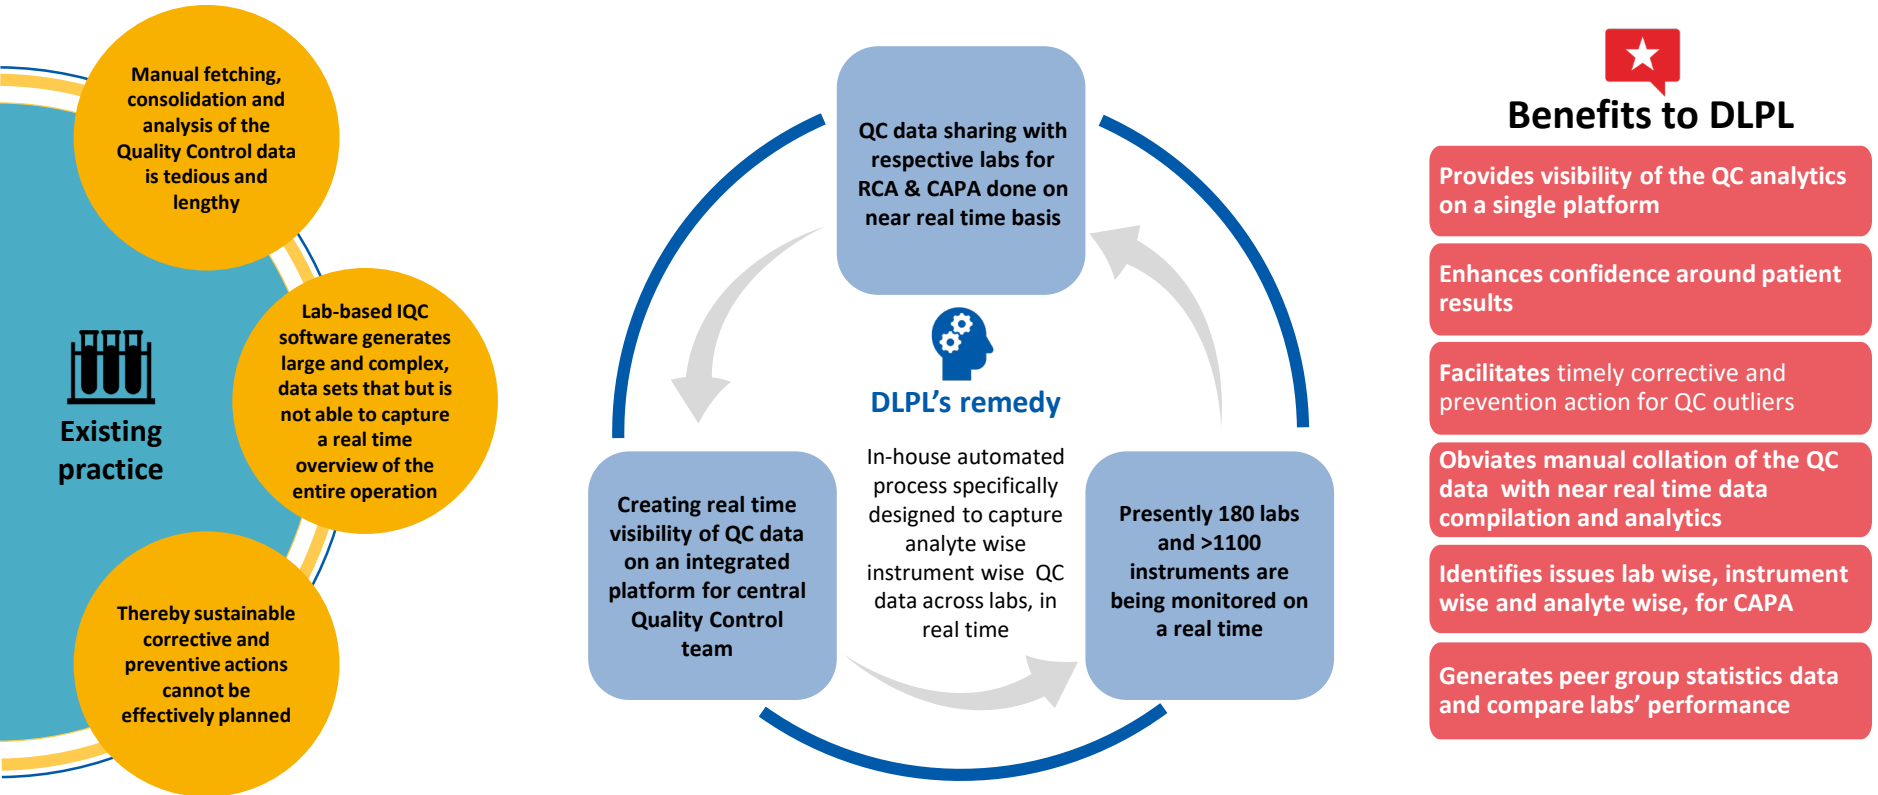 Manual fetching,
consolidation and
analysis of the
Quality Control data
is tedious and
lengthy
Existing
practice
Lab-based IQC
software generates
large and complex,
data sets that but is
not able to capture
a real time
overview of the
entire operation
Thereby sustainable
corrective and
preventive actions
cannot be
effectively planned
QC data sharing with
respective labs for
RCA & CAPA done on
near real time basis
DLPL’s remedy
In-house automated
process specifically
designed to capture
analyte wise
instrument wise  QC
data across labs, in
real time
Creating real time
visibility of QC data
on an integrated
platform for central
Quality Control
team
Presently 180 labs
and >1100
instruments are
being monitored on
a real time
Benefits to DLPL
Provides visibility of the QC analytics
on a single platform
Enhances confidence around patient
results
Facilitates timely corrective and
prevention action for QC outliers
Obviates manual collation of the QC
data  with near real time data
compilation and analytics
Identifies issues lab wise, instrument
wise and analyte wise, for CAPA
Generates peer group statistics data
and compare labs’ performance